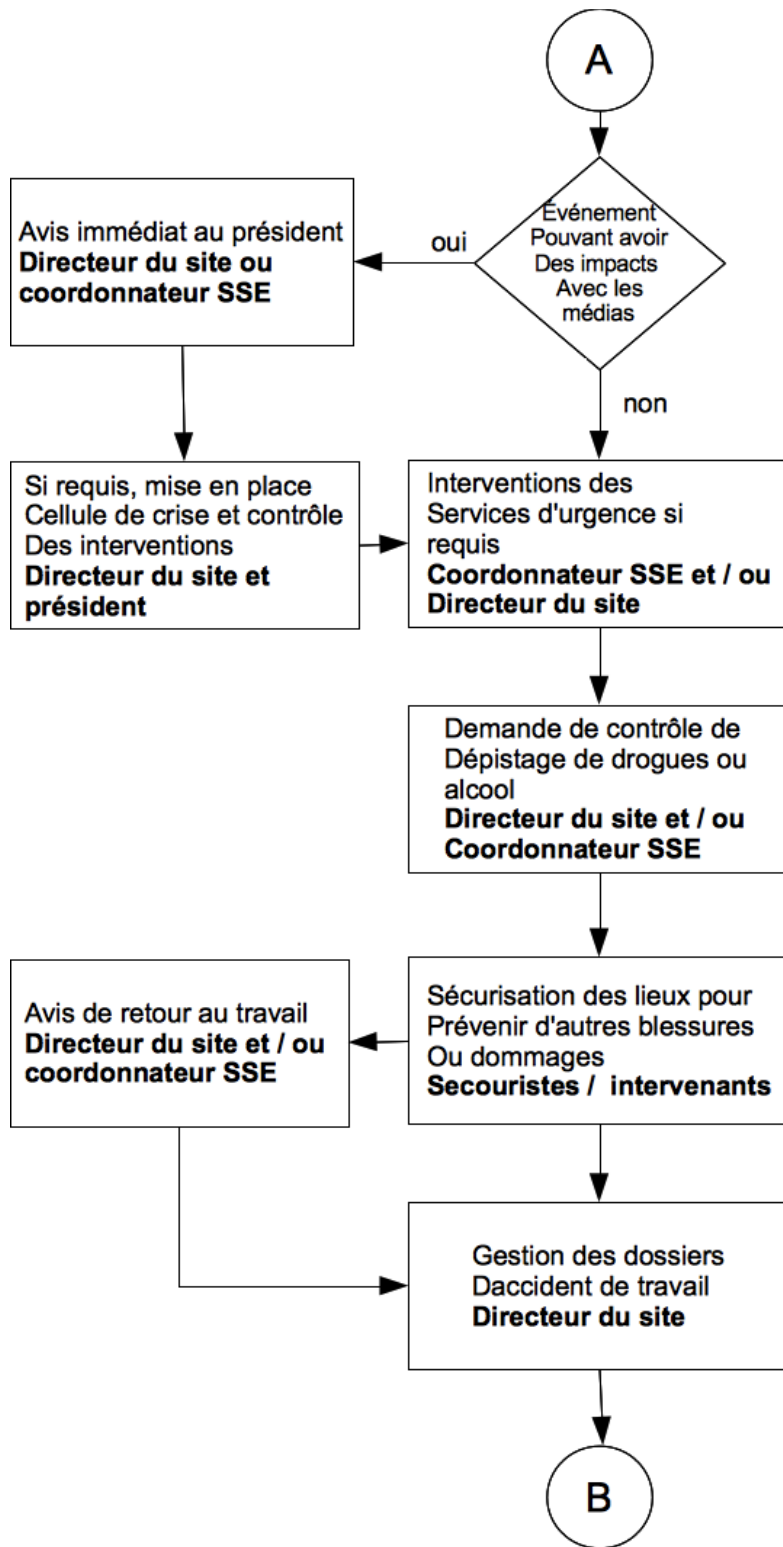 A
Événement
Pouvant avoir
Des impacts
Avec les
médias
oui
Avis immédiat au président
Directeur du site ou
coordonnateur SSE
non
Si requis, mise en place
Cellule de crise et contrôle
Des interventions
Directeur du site et
président
Interventions des
Services d'urgence si
requis
Coordonnateur SSE et / ou
Directeur du site
Demande de contrôle de
Dépistage de drogues ou
alcool
Directeur du site et / ou
Coordonnateur SSE
Sécurisation des lieux pour
Prévenir d'autres blessures
Ou dommages
Secouristes / intervenants
Avis de retour au travail
Directeur du site et / ou
coordonnateur SSE
Gestion des dossiers
Daccident de travail
Directeur du site
B